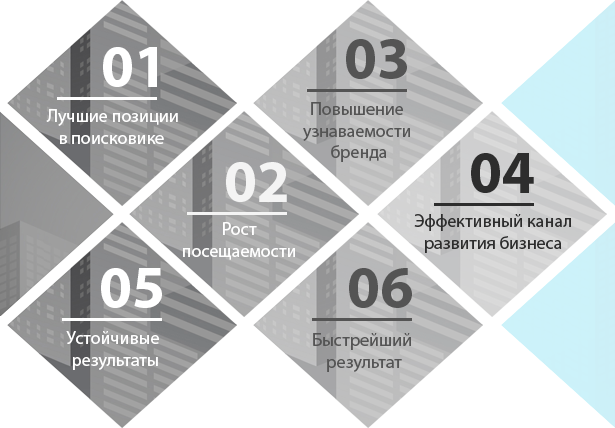 01
Лучшие позиции
в поисковике
02
Рост
посещаемости
03
Повышение
узнаваемости
бренда
04
Эффективный канал
развития бизнеса
05
Устойчивые
результаты
06
Быстрейший
результат